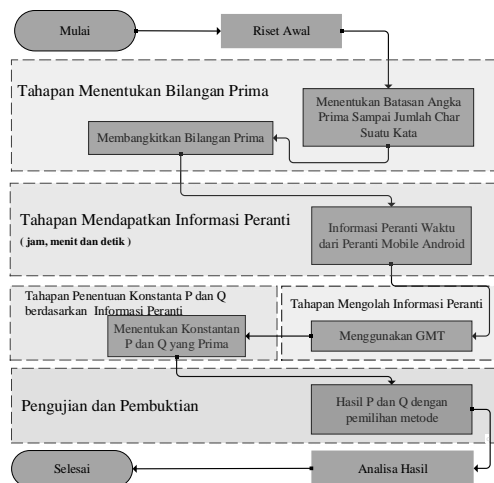 Mulai
Riset Awal
Tahapan Menentukan Bilangan Prima
Menentukan Batasan Angka
Prima Sampai Jumlah Char
Suatu Kata
Membangkitkan Bilangan Prima
Tahapan Mendapatkan Informasi Peranti
( jam, menit dan detik )
Informasi Peranti Waktu
dari Peranti Mobile Android
Tahapan Penentuan Konstanta P dan Q
berdasarkan Informasi Peranti
Menentukan Konstantan
P dan Q yang Prima
Tahapan Mengolah Informasi Peranti
Menggunakan GMT
Pengujian dan Pembuktian
Hasil P dan Q dengan
pemilihan metode
Selesai
Analisa Hasil